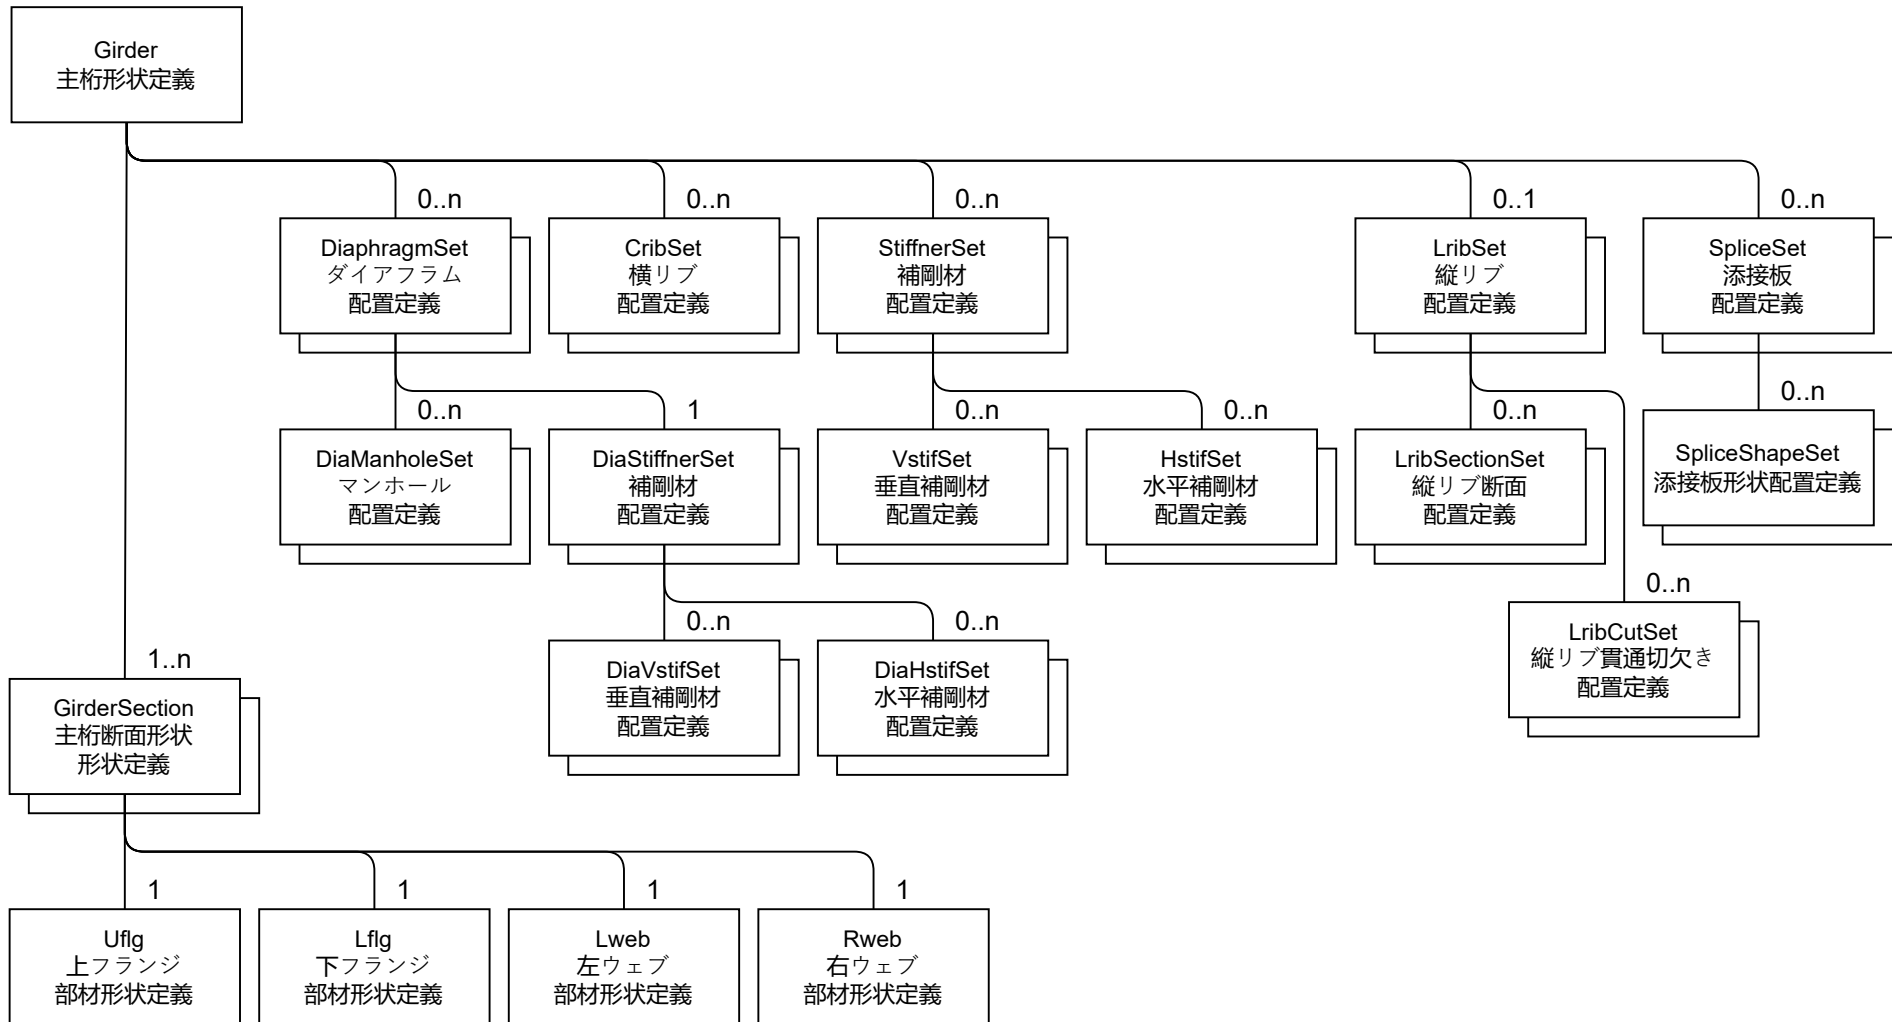 Girder
主桁形状定義
0..n
0..n
0..n
0..1
0..n
DiaphragmSet
ダイアフラム
配置定義
CribSet
横リブ
配置定義
StiffnerSet
補剛材
配置定義
LribSet
縦リブ
配置定義
SpliceSet
添接板
配置定義
0..n
1
0..n
0..n
0..n
0..n
DiaManholeSet
マンホール
配置定義
DiaStiffnerSet
補剛材
配置定義
VstifSet
垂直補剛材
配置定義
HstifSet
水平補剛材
配置定義
LribSectionSet
縦リブ断面
配置定義
SpliceShapeSet
添接板形状配置定義
0..n
0..n
0..n
DiaVstifSet
垂直補剛材
配置定義
DiaHstifSet
水平補剛材
配置定義
LribCutSet
縦リブ貫通切欠き
配置定義
1..n
GirderSection
主桁断面形状
形状定義
1
1
1
1
Uflg
上フランジ
部材形状定義
Lflg
下フランジ
部材形状定義
Lweb
左ウェブ
部材形状定義
Rweb
右ウェブ
部材形状定義